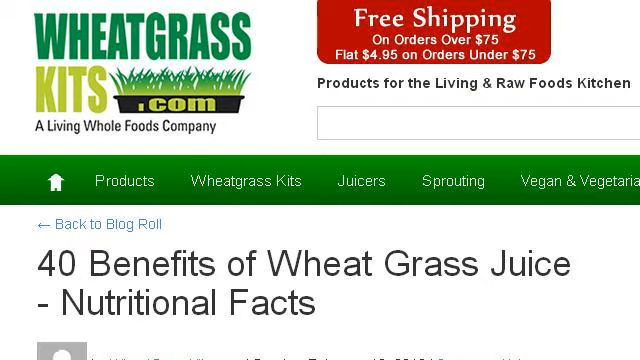 WHEATGRASS
KITS
.com
A Living Whole Foods Company
Free Shipping
On Orders Over $75
Flat $4.95 on Orders Under $75
Products for the Living & Raw Foods Kitchen
Products Wheatgrass Kits Juicers Sprouting Vegan & Vegetaria
← Back to Blog Roll
40 Benefits of Wheat Grass Juice
- Nutritional Facts